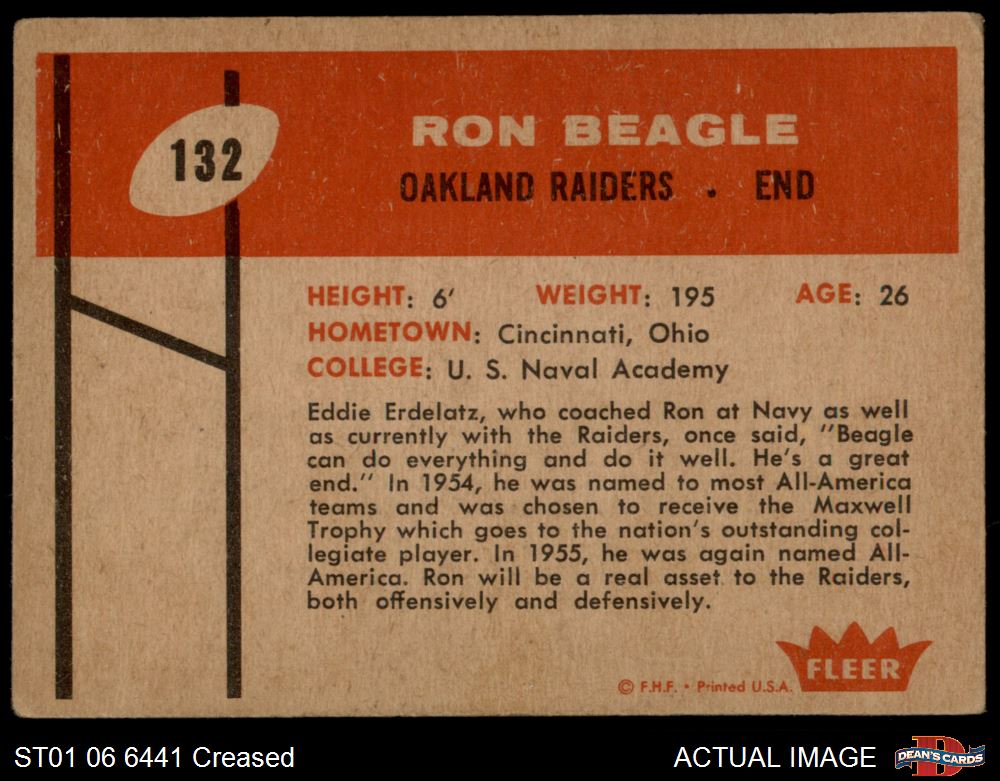 132
RON BEAGLE
OAKLAND RAIDERS . END
HEIGHT: 6' WEIGHT: 195 AGE: 26
HOMETOWN: Cincinnati, Ohio
COLLEGE: U. S. Naval Academy
Eddie Erdelatz, who coached Ron at Navy as well
as currently with the Raiders, once said, "Beagle
can do everything and do it well. He's a great
end." In 1954, he was named to most All-America
teams and was chosen to receive the Maxwell
Trophy which goes to the nation's outstanding col-
legiate player. In 1955, he was again named All-
America. Ron will be a real asset to the Raiders,
both offensively and defensively.
FLEER
© F.H.F. • Printed U.S.A.
ST01 06 6441 Creased
ACTUAL IMAGE
D
DEAN'S CARDS